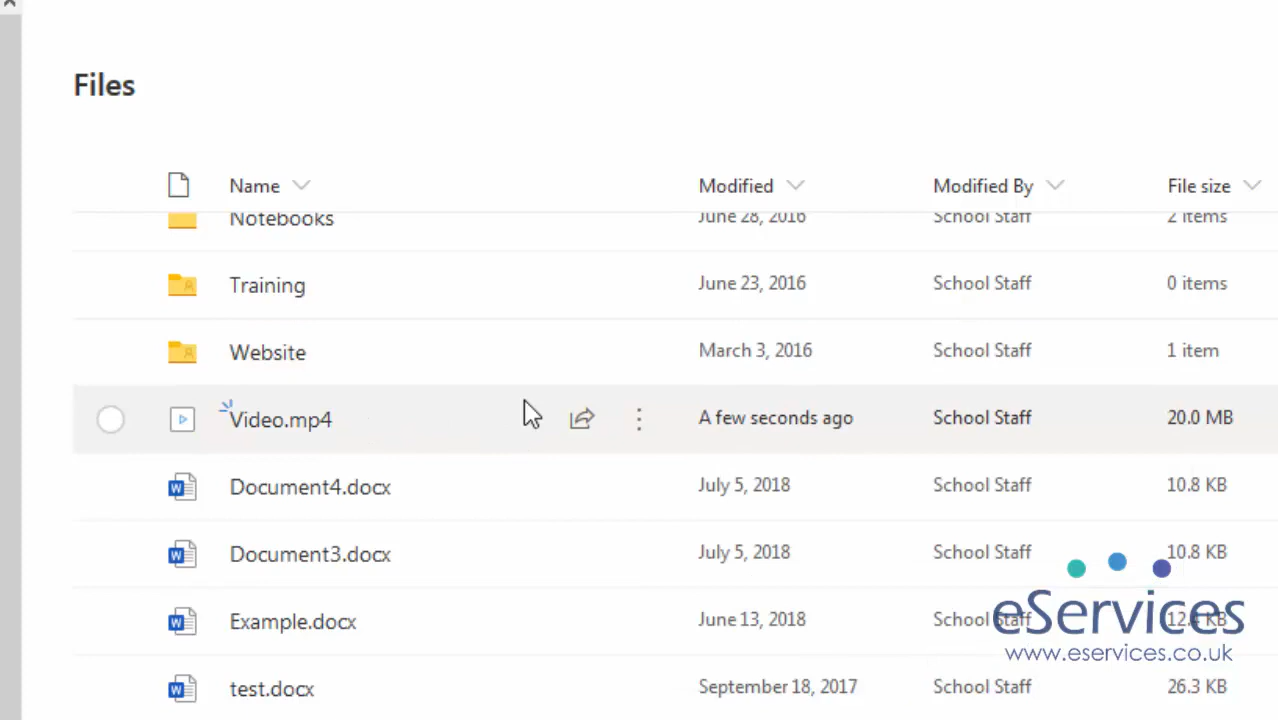 Files
Name Modified Modified By File size
Notebooks June 28, 2016 School Staff 2 items
Training June 23, 2016 School Staff 0 items
Website March 3, 2016 School Staff 1 item
Video.mp4 A few seconds ago School Staff 20.0 MB
Document4.docx July 5, 2018 School Staff 10.8 KB
Document3.docx July 5, 2018 School Staff 10.8 KB
Example.docx June 13, 2018 School Staff 12.4 KB
eServices
www.eservices.co.uk
test.docx September 18, 2017 School Staff 26.3 KB